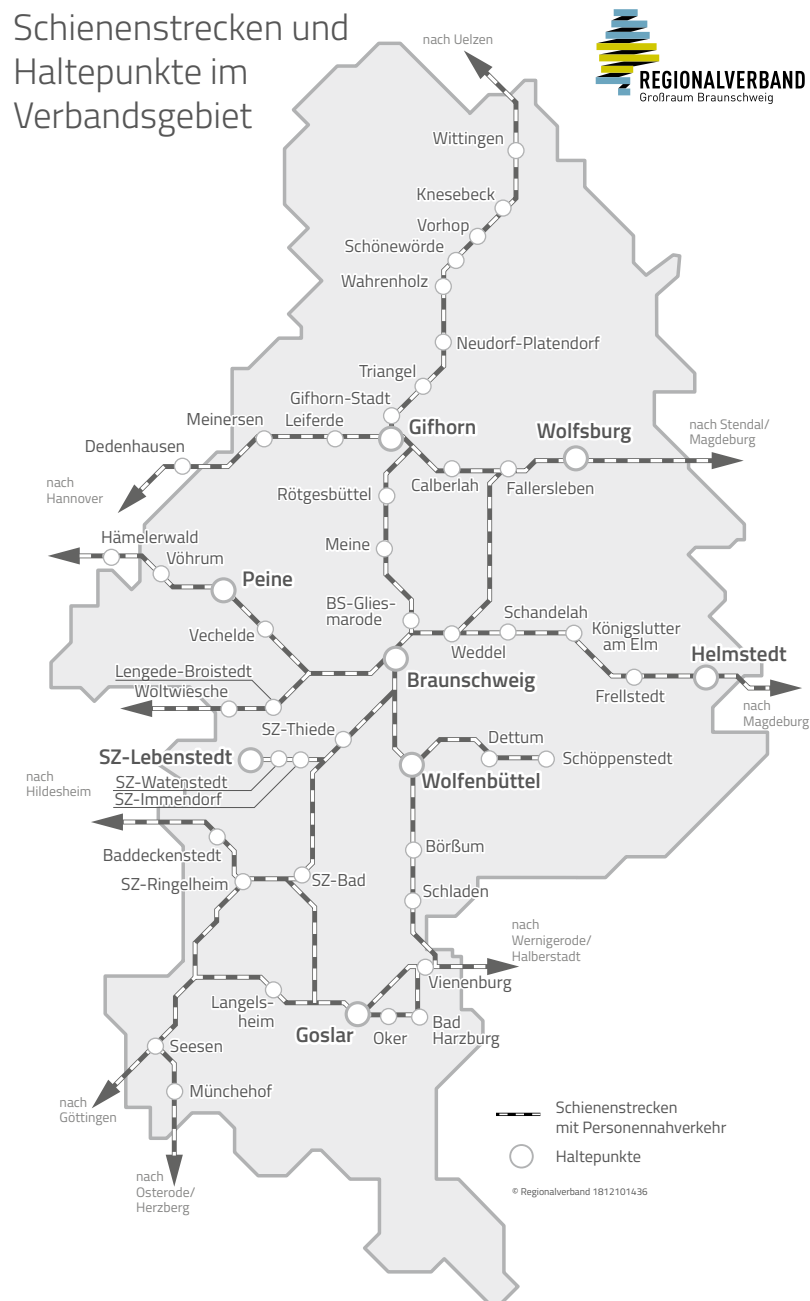 Schienenstrecken und
Haltepunkte im
Verbandsgebiet
REGIONALVERBAND
Großraum Braunschweig
nach Uelzen
Wittingen
Knesebeck
Vorhop
Schönewörde
Wahrenholz
Neudorf-Platendorf
Triangel
Gifhorn-Stadt
Meinersen
Leiferde
Gifhorn
Wolfsburg
nach Stendal/
Magdeburg
Dedenhausen
nach
Hannover
Calberlah
Fallersleben
Rötgesbüttel
Hämelerwald
Vöhrum
Meine
Peine
BS-Glies-
marode
Schandelah
Königslutter
am Elm
Vechelde
Weddel
Helmstedt
Lengede-Broistedt
Woltwiesche
Braunschweig
Frellstedt
nach
Magdeburg
SZ-Thiede
Dettum
SZ-Lebenstedt
Schöppenstedt
SZ-Watenstedt
SZ-Immendorf
Wolfenbüttel
nach
Hildesheim
Baddeckenstedt
Börßum
SZ-Ringelheim
SZ-Bad
Schladen
nach
Wernigerode/
Halberstadt
Vienenburg
Langels-
heim
Goslar
Oker
Bad
Harzburg
Seesen
Münchehof
nach
Göttingen
nach
Osterode/
Herzberg
Schienenstrecken
mit Personennahverkehr
Haltepunkte
© Regionalverband 1812101436